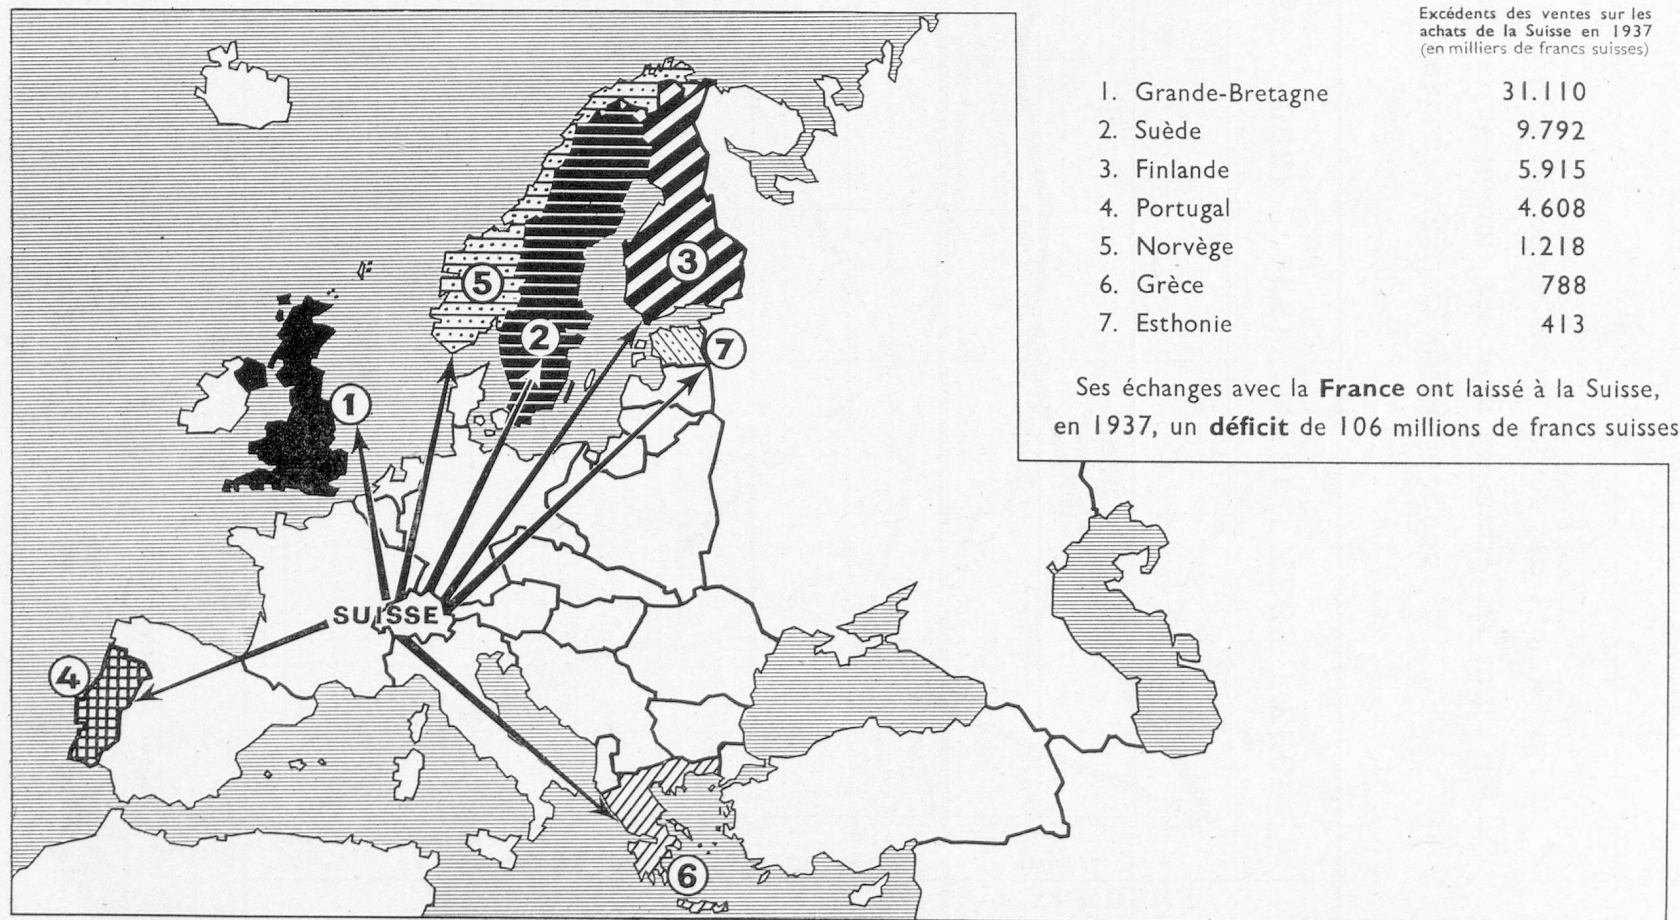 Excédents des ventes sur les
achats de la Suisse en 1937
(en milliers de francs suisses)
1. Grande-Bretagne 31.110
2. Suède 9.792
3. Finlande 5.915
4. Portugal 4.608
5. Norvège 1.218
6. Grèce 788
7. Esthonie 413
Ses échanges avec la France ont laissé à la Suisse,
en 1937, un déficit de 106 millions de francs suisses
3
5
2
7
1
SUISSE
4
6